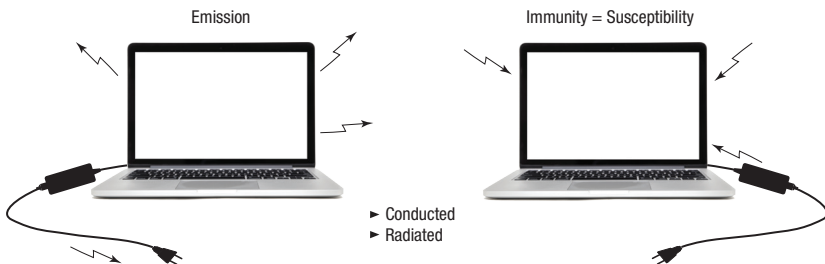 Emission
Immunity = Susceptibility
► Conducted
► Radiated